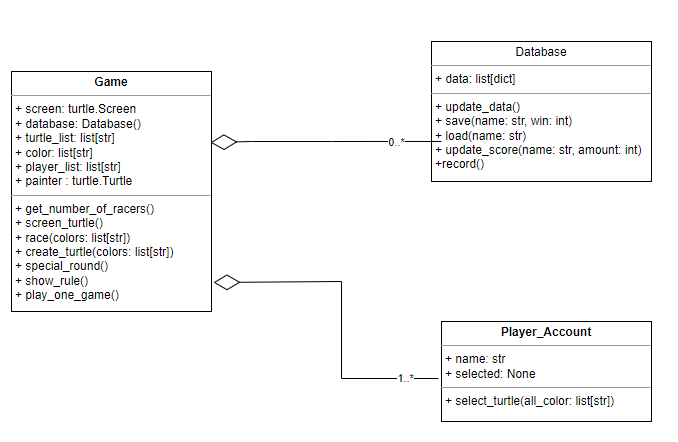 Game
+ screen: turtle.Screen
+ database: Database()
+ turtle_list: list[str]
+ color: list[str]
+ player_list: list[str]
+ painter : turtle.Turtle
+ get_number_of_racers()
+ screen_turtle()
+ race(colors: list[str])
+ create_turtle(colors: list[str])
+ special_round()
+ show_rule()
+ play_one_game()
0..*
1..*
Database
+ data: list[dict]
+ update_data()
+ save(name: str, win: int)
+ load(name: str)
+ update_score(name: str, amount: int)
+record()
Player_Account
+ name: str
+ selected: None
+ select_turtle(all_color: list[str])